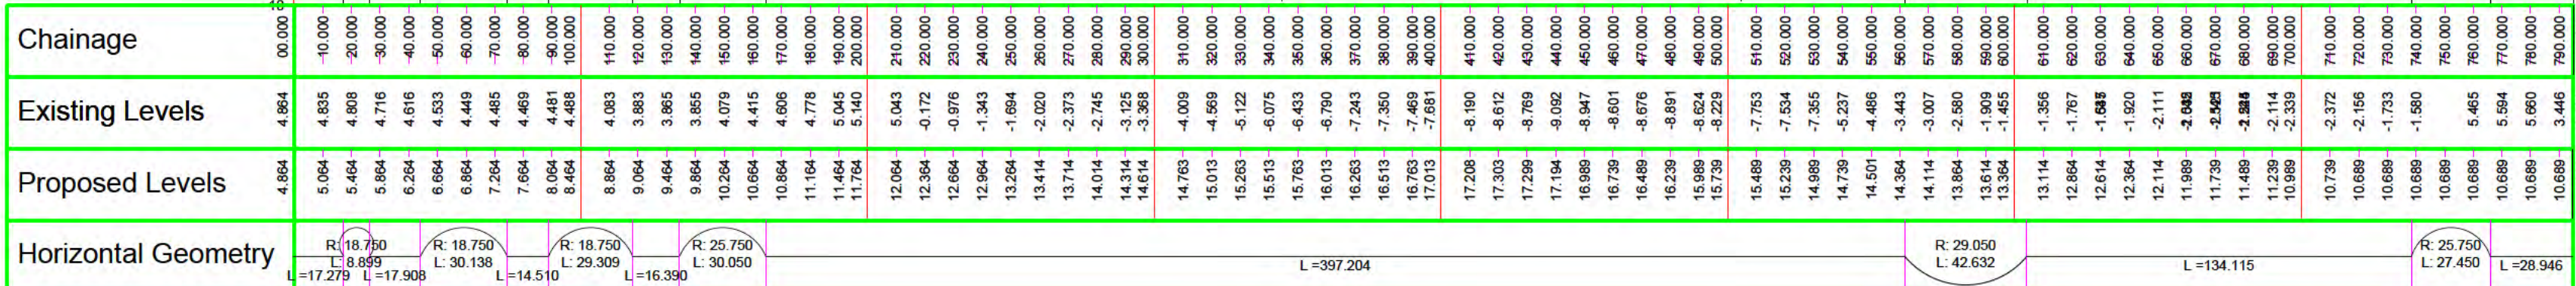 Chainage 00.000 10.000 20.000 30.000 40.000 50.000 60.000 70.000 80.000 90.000 100.000 110.000 120.000 130.000 140.000 150.000 160.000 170.000 180.000 190.000 200.000 210.000 220.000 230.000 240.000 250.000 260.000 270.000 280.000 290.000 300.000 310.000 320.000 330.000 340.000 350.000 360.000 370.000 380.000 390.000 400.000 410.000 420.000 430.000 440.000 450.000 460.000 470.000 480.000 490.000 500.000 510.000 520.000 530.000 540.000 550.000 560.000 570.000 580.000 590.000 600.000 610.000 620.000 630.000 640.000 650.000 660.000 670.000 680.000 690.000 700.000 710.000 720.000 730.000 740.000 750.000 760.000 770.000 780.000 790.000
Existing Levels 4.864 4.835 4.808 4.716 4.616 4.533 4.449 4.485 4.469 4.481 4.488 4.083 3.883 3.865 3.855 4.079 4.415 4.606 4.778 5.045 5.140 5.043 -0.172 -0.976 -1.343 -1.694 -2.020 -2.373 -2.745 -3.125 -3.368 -4.009 -4.569 -5.122 -6.075 -6.433 -6.790 -7.243 -7.350 -7.469 -7.681 -8.190 -8.612 -8.769 -9.092 -8.947 -8.601 -8.676 -8.891 -8.624 -8.229 -7.753 -7.534 -7.355 -5.237 -4.486 -3.443 -3.007 -2.580 -1.909 -1.455 -1.356 -1.767 -1.920 -2.111 -2.114 -2.339 -2.372 -2.156 -1.733 -1.580 5.465 5.594 5.660 3.446
Proposed Levels 4.864 5.064 5.464 5.864 6.264 6.664 6.864 7.264 7.664 8.064 8.464 8.864 9.064 9.464 9.864 10.264 10.664 10.864 11.164 11.464 11.764 12.064 12.364 12.664 12.964 13.264 13.414 13.714 14.014 14.314 14.614 14.763 15.013 15.263 15.513 15.763 16.013 16.263 16.513 16.763 17.013 17.208 17.303 17.299 17.194 16.989 16.739 16.489 16.239 15.989 15.739 15.489 15.239 14.989 14.739 14.501 14.364 14.114 13.864 13.614 13.364 13.114 12.864 12.614 12.364 12.114 11.989 11.739 11.489 11.239 10.989 10.739 10.689 10.689 10.689 10.689 10.689 10.689 10.689 10.689
Horizontal Geometry
L =17.279
R: 18.750
L: 8.899
L =17.908
R: 18.750
L: 30.138
L =14.510
R: 18.750
L: 29.309
L =16.390
R: 25.750
L: 30.050
L =397.204
R: 29.050
L: 42.632
L =134.115
R: 25.750
L: 27.450
L =28.946